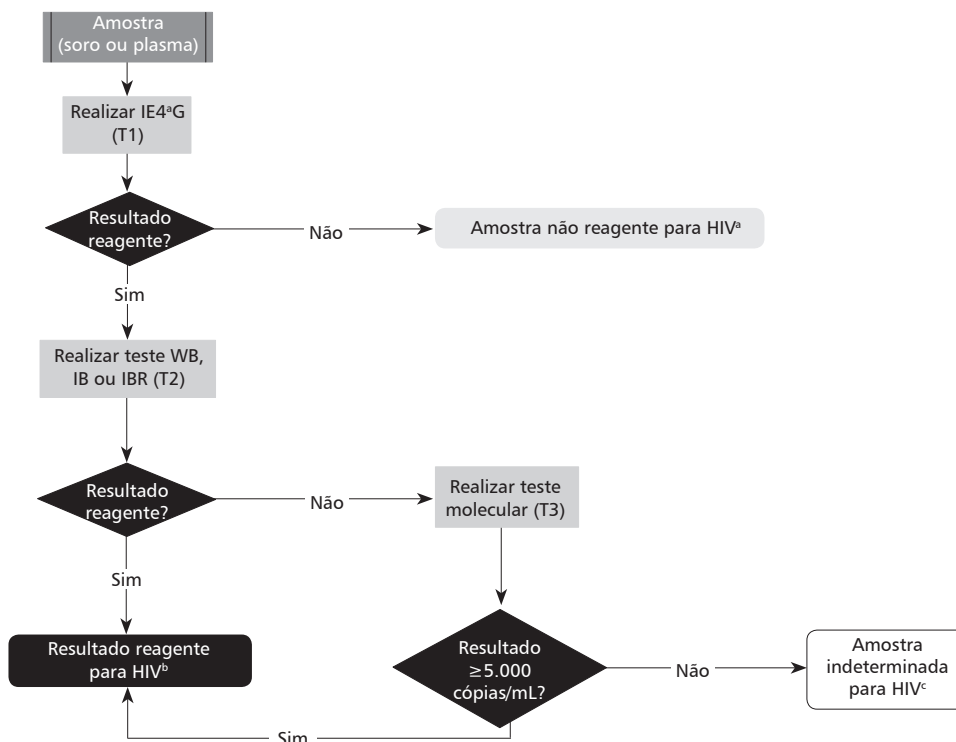 Amostra
(soro ou plasma)
Realizar IE4ªG
(T1)
Resultado
reagente?
Não
Amostra não reagente para HIVᵃ
Sim
Realizar teste WB,
IB ou IBR (T2)
Resultado
reagente?
Não
Realizar teste
molecular (T3)
Sim
Resultado reagente
para HIVᵇ
Resultado
≥5.000
cópias/mL?
Não
Amostra
indeterminada
para HIVᶜ
Sim